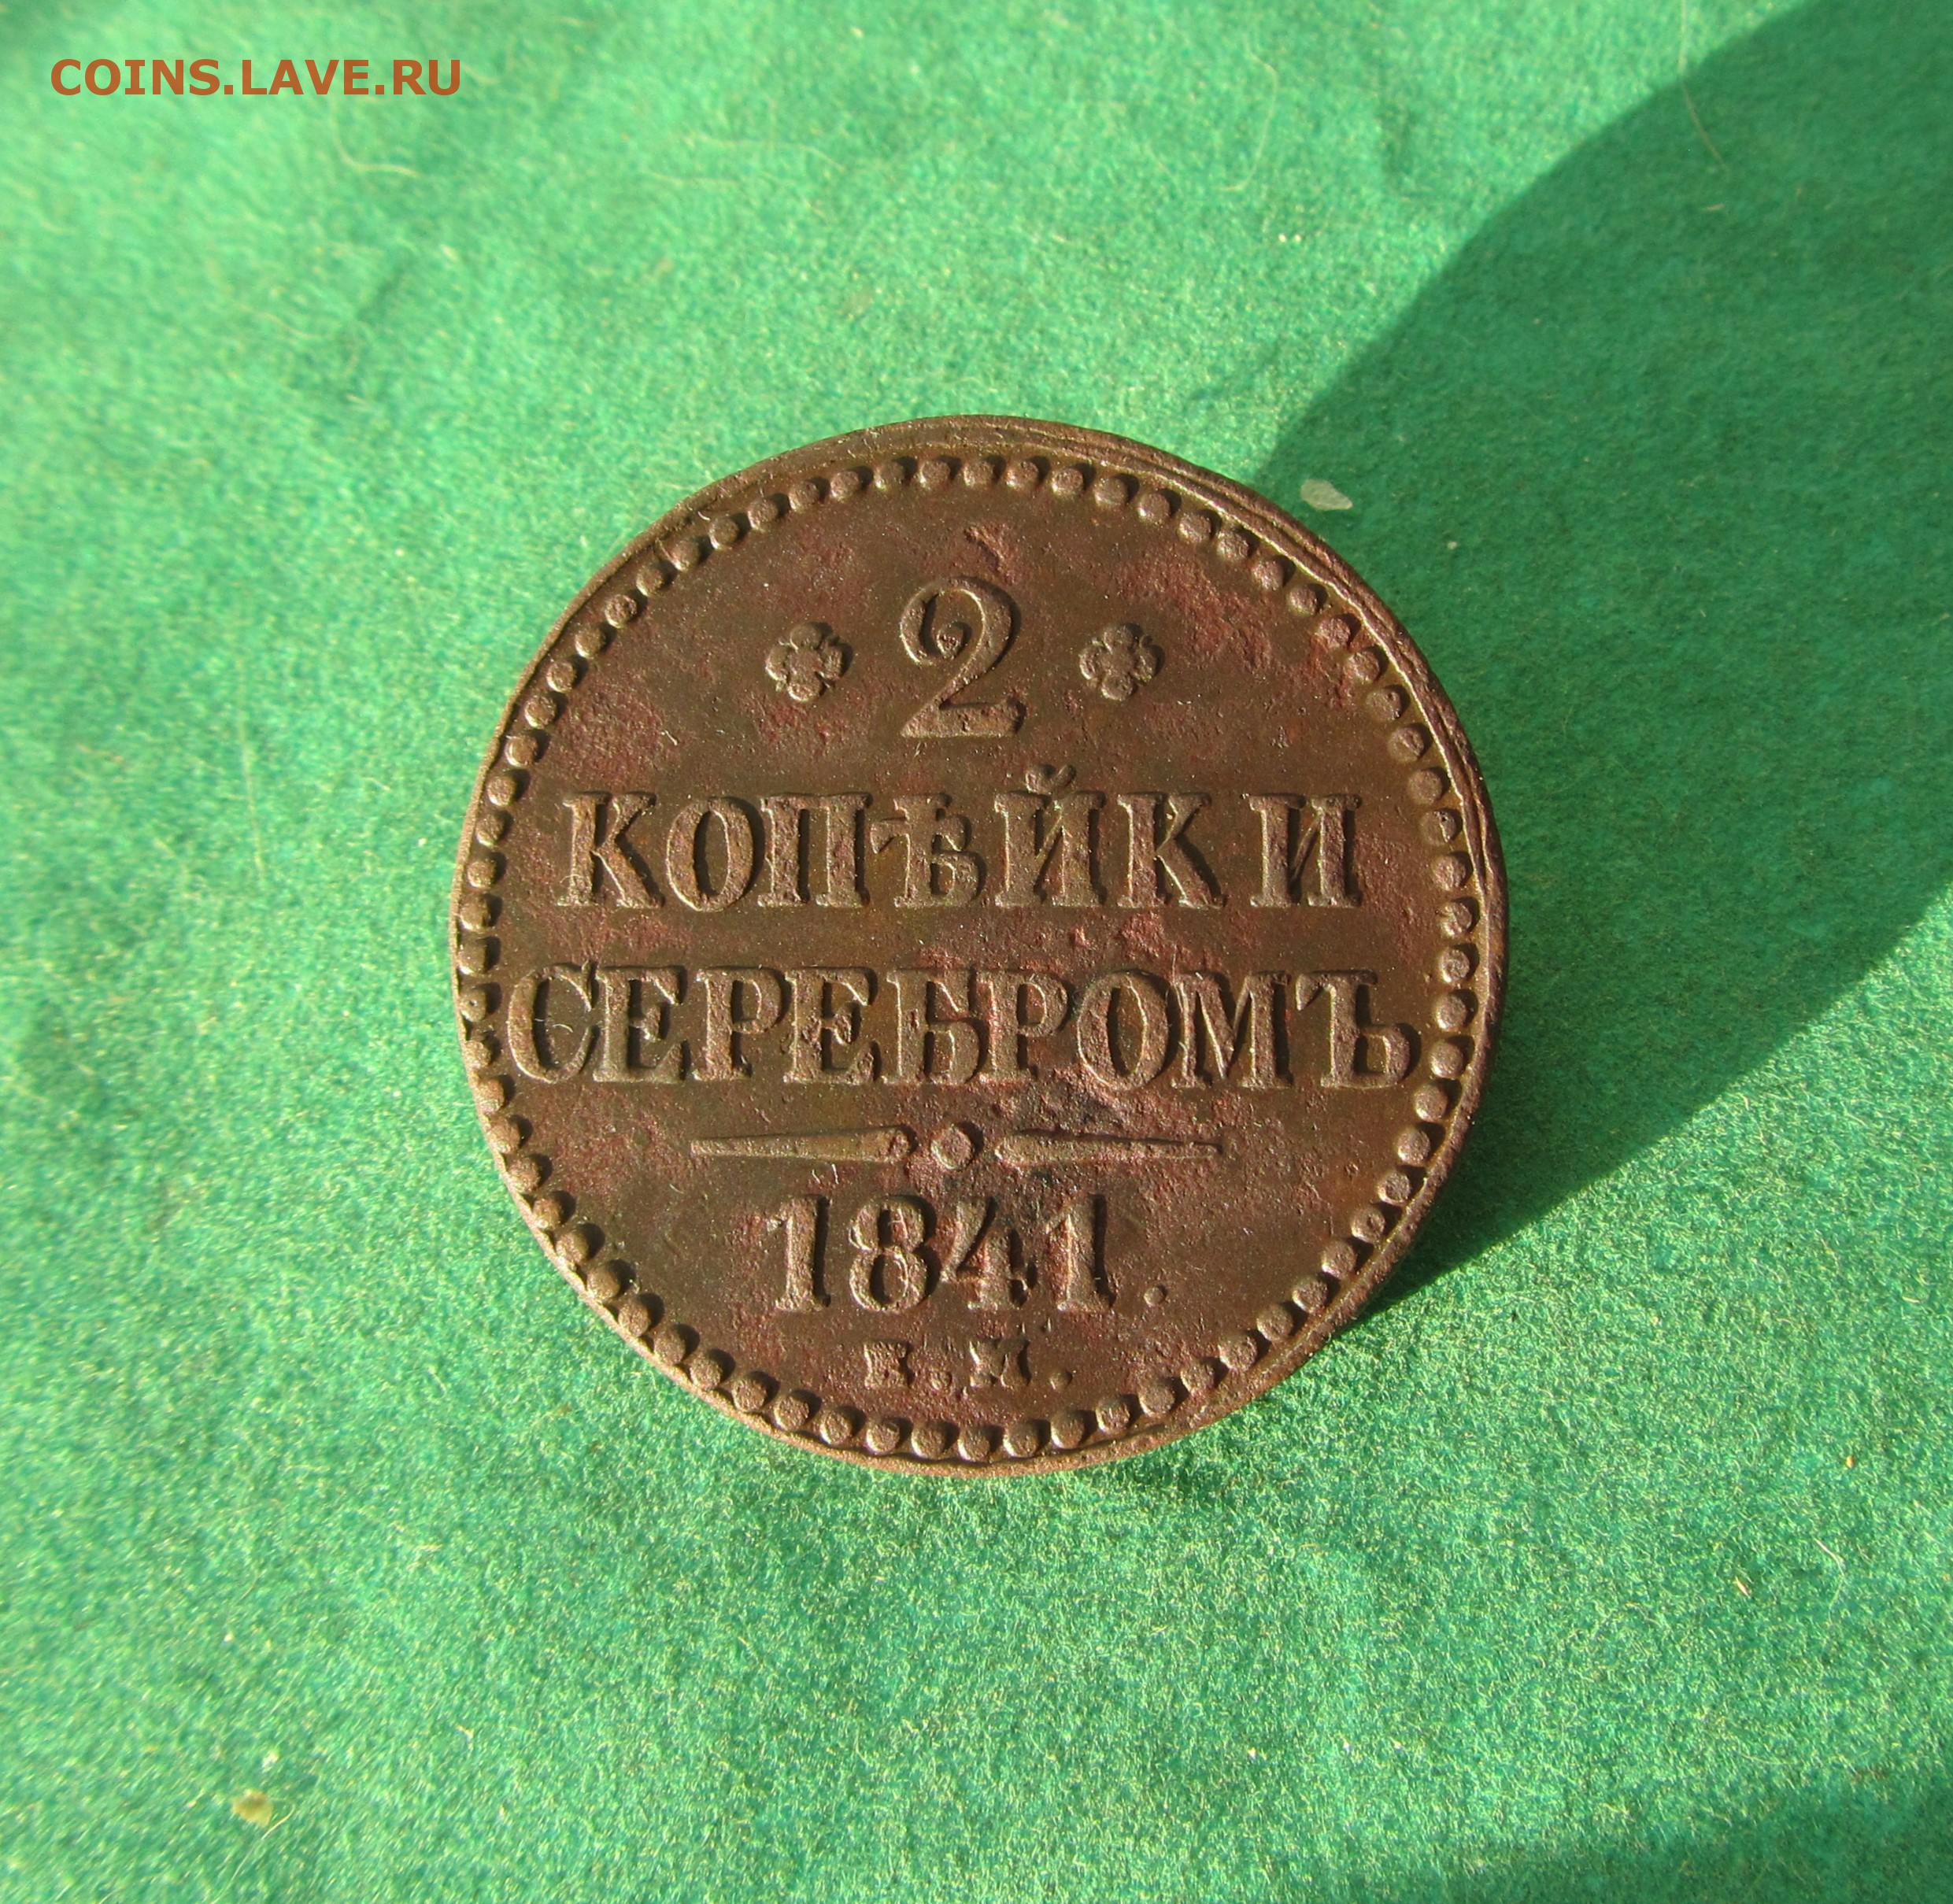 COINS.LAVE.RU
2
КОПѢЙКИ
СЕРЕБРОМЪ
1841.
Е.М.